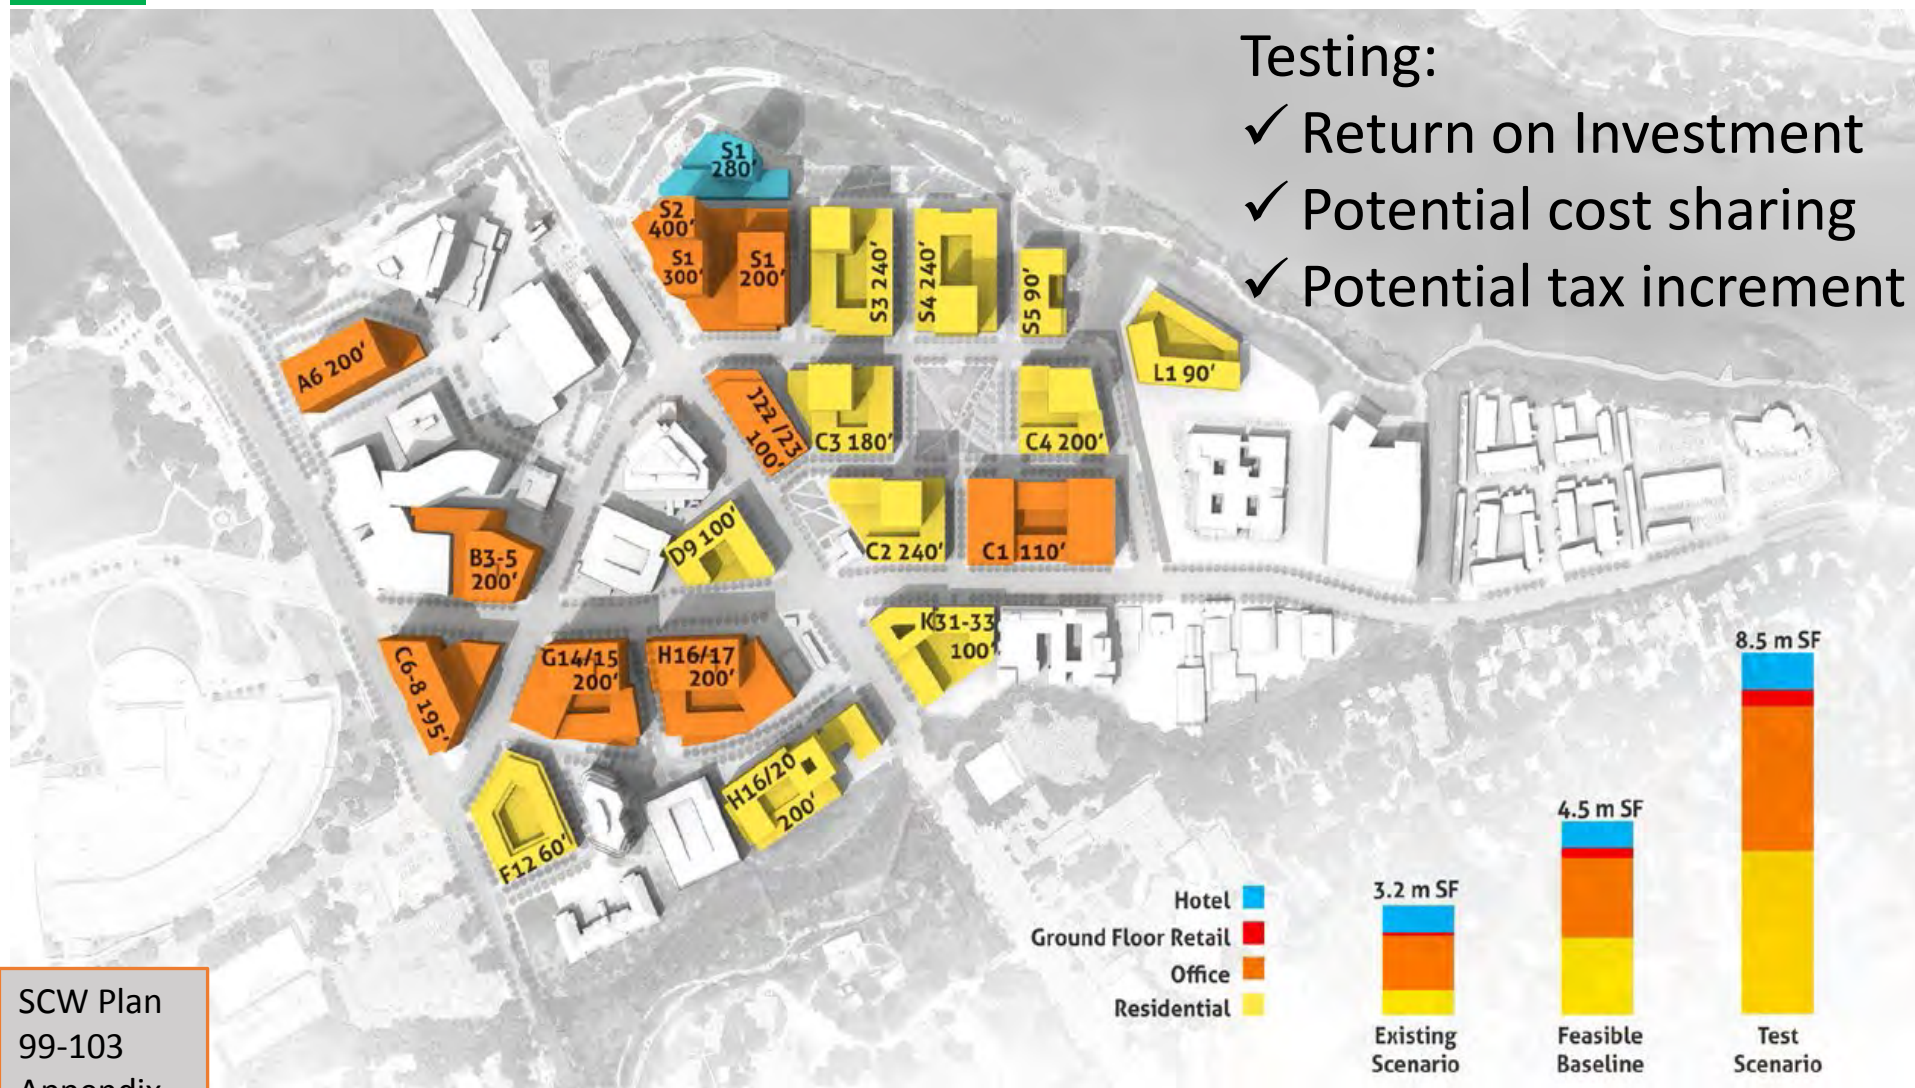 Testing:
✓ Return on Investment
✓ Potential cost sharing
✓ Potential tax increment
S1
280′
S2
400′
S1
300′
S1
200′
S3 240′
S4 240′
S5 90′
L1 90′
A6 200′
J22/23
100′
C3 180′
C4 200′
B3-5
200′
D9 100′
C2 240′
C1 110′
C6-8 195′
G14/15
200′
H16/17
200′
K31-33
100′
F12 60′
H16/20
200′
8.5 m SF
4.5 m SF
3.2 m SF
Hotel
Ground Floor Retail
Office
Residential
Existing
Scenario
Feasible
Baseline
Test
Scenario
SCW Plan
99-103
Appendix